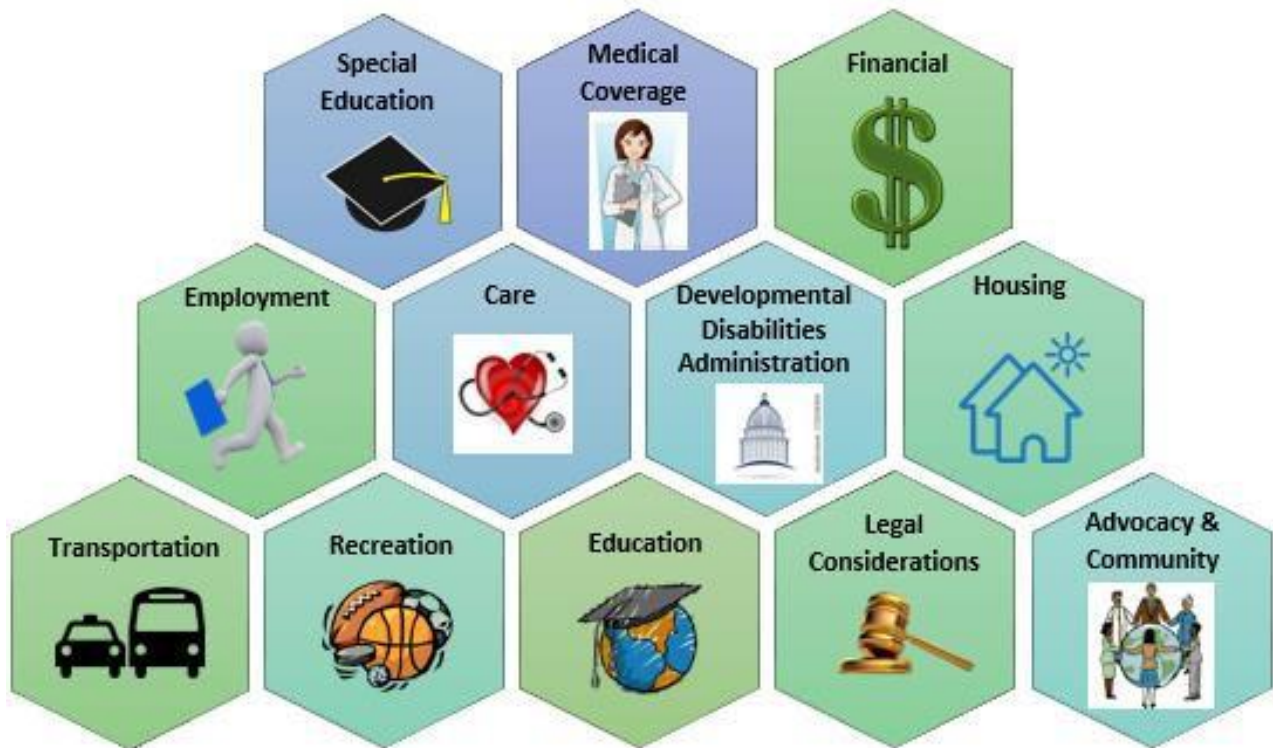 Special
Education
Medical
Coverage
Financial
Employment
Care
Developmental
Disabilities
Administration
Housing
Transportation
Recreation
Education
Legal
Considerations
Advocacy &
Community